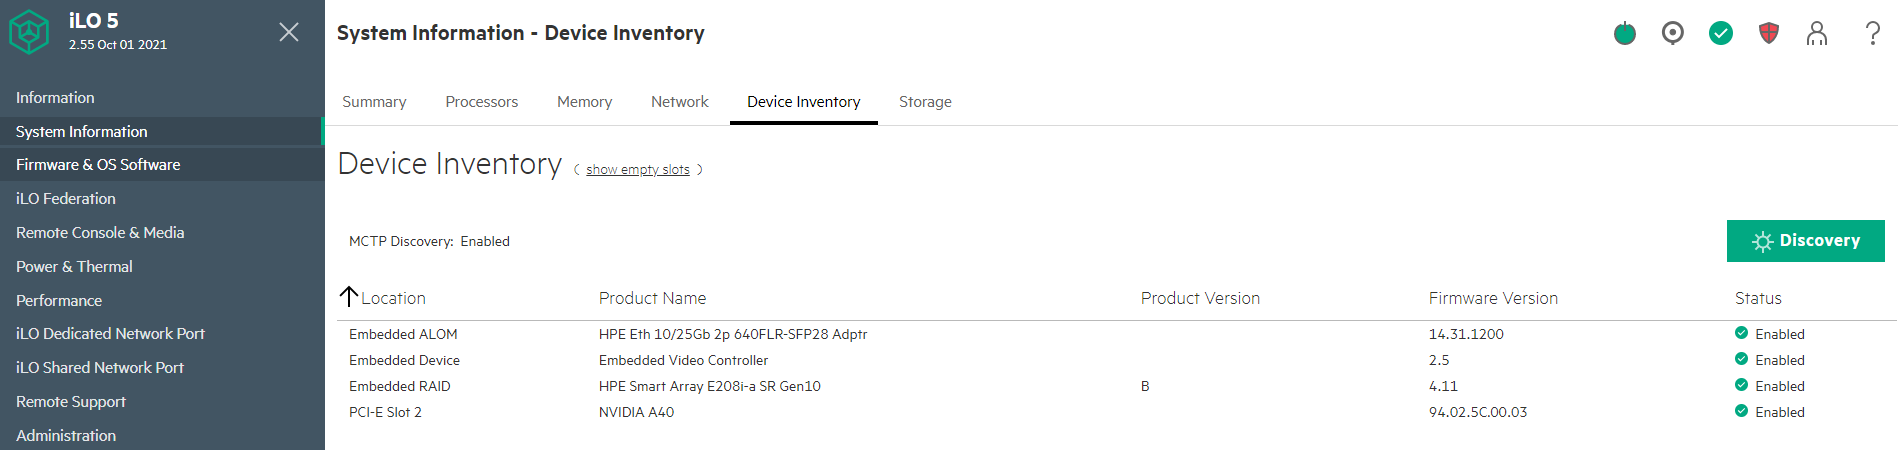 iLO 5
2.55 Oct 01 2021
Information
System Information
Firmware & OS Software
iLO Federation
Remote Console & Media
Power & Thermal
Performance
iLO Dedicated Network Port
iLO Shared Network Port
Remote Support
Administration
System Information - Device Inventory
?
Summary Processors Memory Network Device Inventory Storage
Device Inventory ( show empty slots )
MCTP Discovery: Enabled
Discovery
Location Product Name Product Version Firmware Version Status
Embedded ALOM HPE Eth 10/25Gb 2p 640FLR-SFP28 Adptr 14.31.1200 Enabled
Embedded Device Embedded Video Controller 2.5 Enabled
Embedded RAID HPE Smart Array E208i-a SR Gen10 B 4.11 Enabled
PCI-E Slot 2 NVIDIA A40 94.02.5C.00.03 Enabled